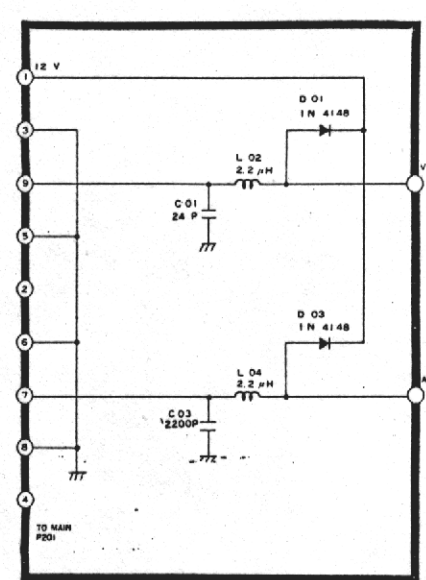 1
12 V
D 01
1N 4148
3
L 02
2.2 µH
9
V
C 01
24 P
5
2
D 03
1N 4148
6
L 04
2.2 µH
7
A
C 03
2200P
8
4
TO MAIN
P201